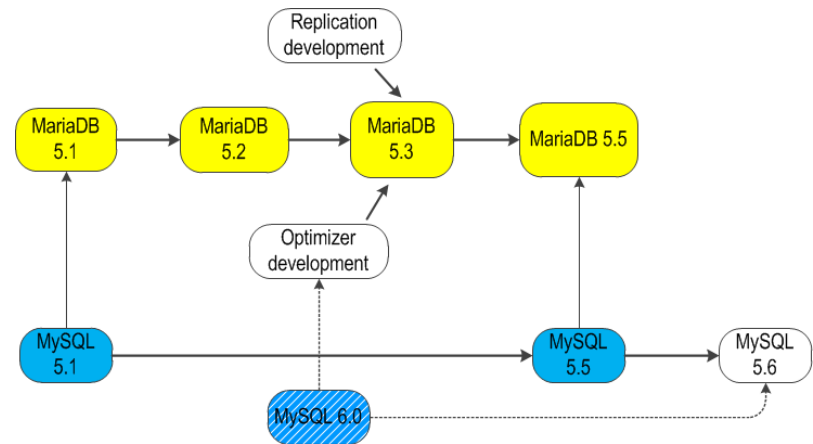 Replication
development
MariaDB
5.1
MariaDB
5.2
MariaDB
5.3
MariaDB 5.5
Optimizer
development
MySQL
5.1
MySQL
5.5
MySQL
5.6
MySQL 6.0